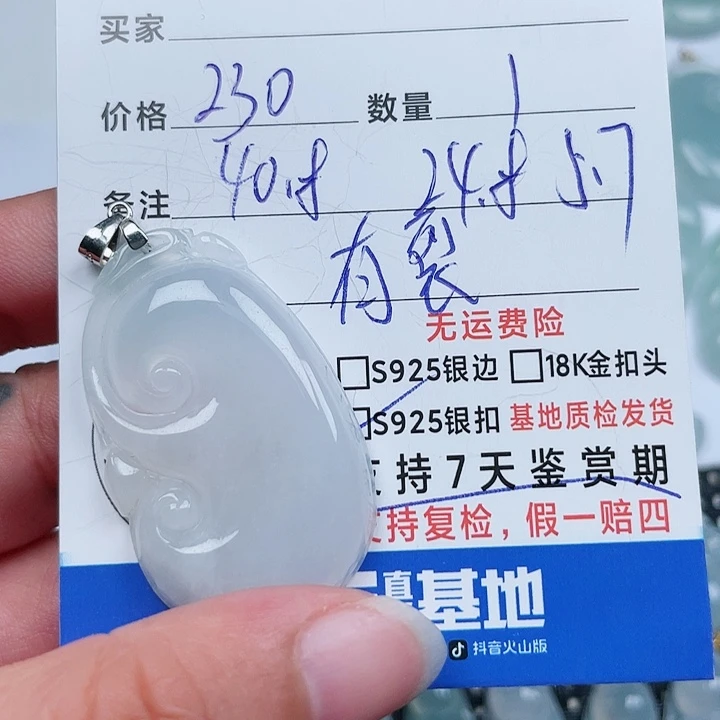 买家
价格 230 数量 1
备注 40.8 24.8 5.7
有裂
无运费险
S925银边 18K金扣头
S925银扣 基地质检发货
支持7天鉴赏期
支持复检，假一赔四
真基地
抖音火山版